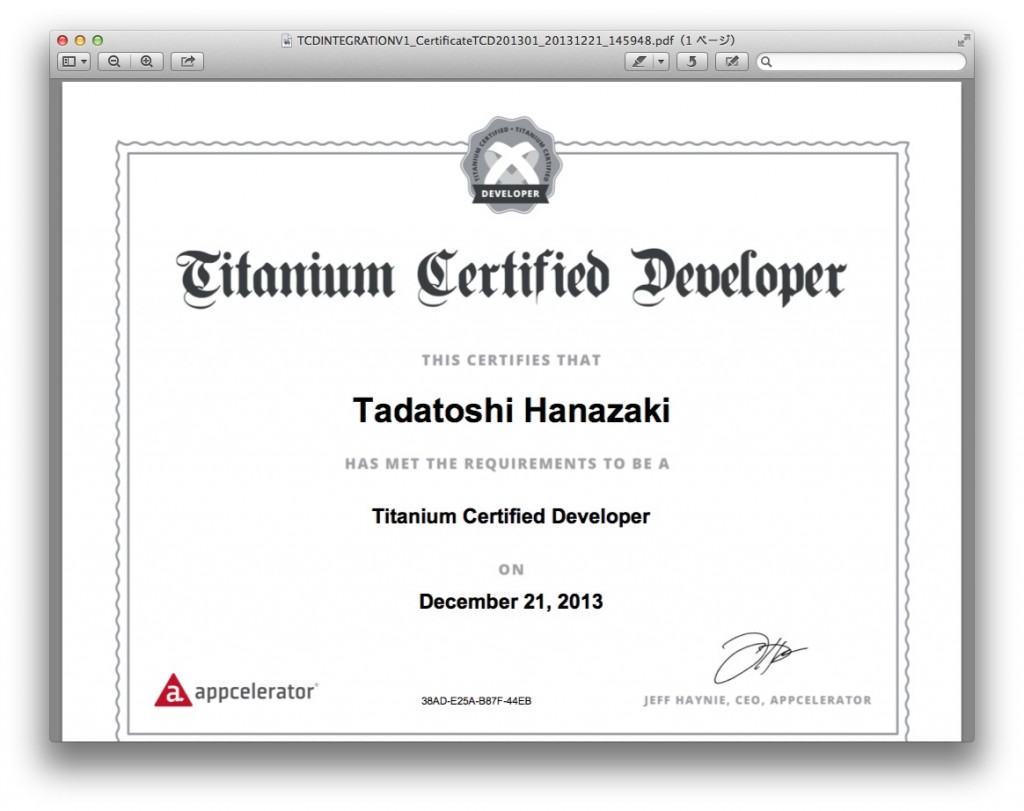 TCDINTEGRATIONV1_CertificateTCD201301_20131221_145948.pdf (1 ページ)
TITANIUM CERTIFIED • TITANIUM CERTIFIED
DEVELOPER
Titanium Certified Developer
THIS CERTIFIES THAT
Tadatoshi Hanazaki
HAS MET THE REQUIREMENTS TO BE A
Titanium Certified Developer
ON
December 21, 2013
appcelerator®
38AD-E25A-B87F-44EB
JEFF HAYNIE, CEO, APPCELERATOR